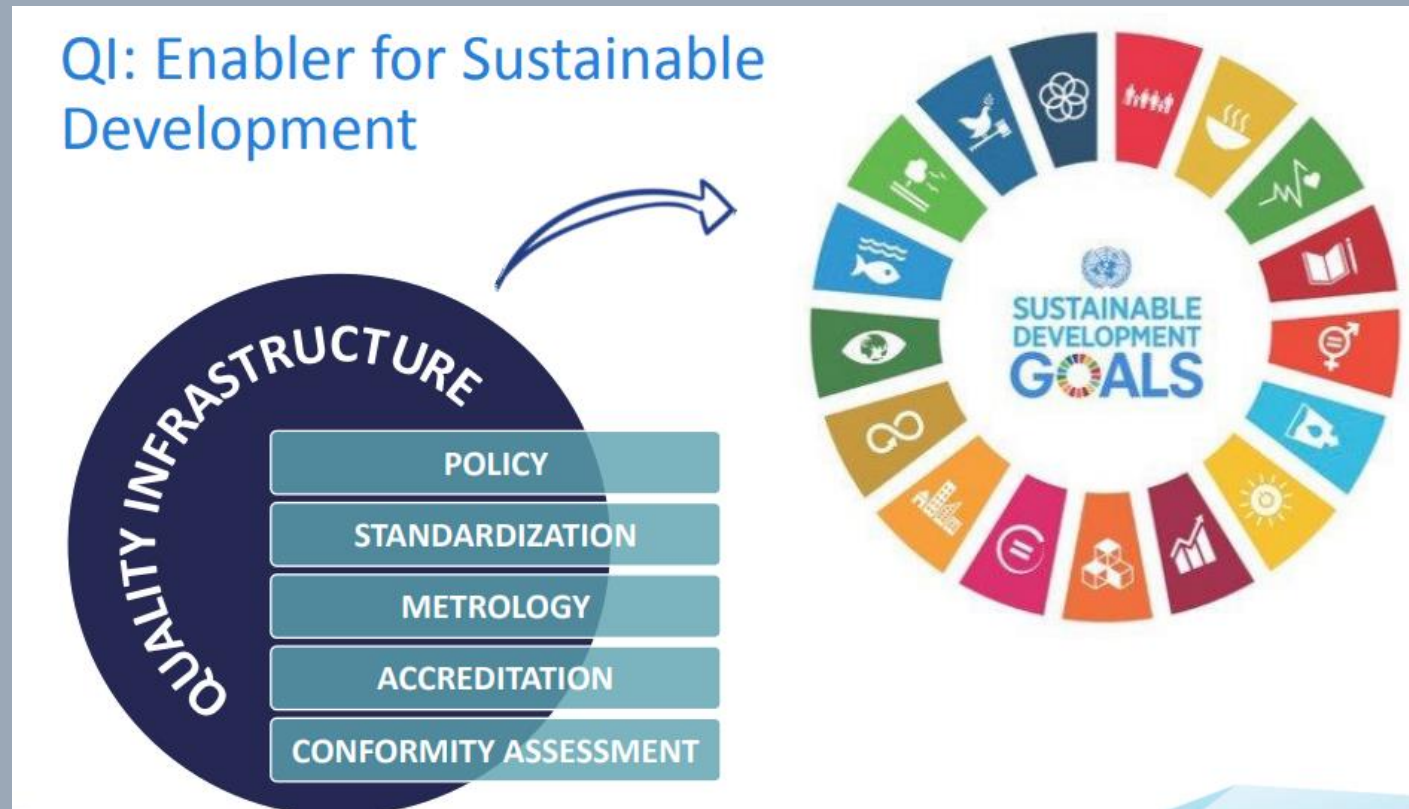 QI: Enabler for Sustainable
Development
QUALITY INFRASTRUCTURE
POLICY
STANDARDIZATION
METROLOGY
ACCREDITATION
CONFORMITY ASSESSMENT
SUSTAINABLE
DEVELOPMENT
GOALS